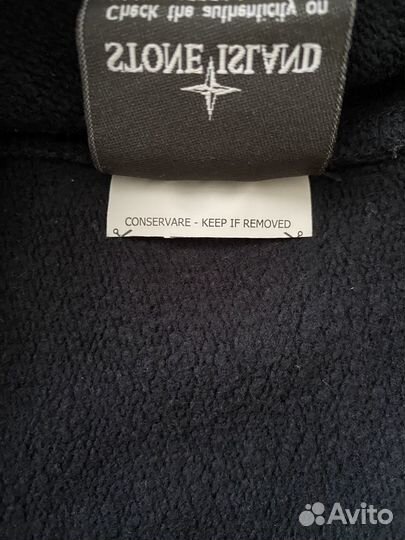 STONE ISLAND
Check the authenticity on
CONSERVARE - KEEP IF REMOVED
Avito